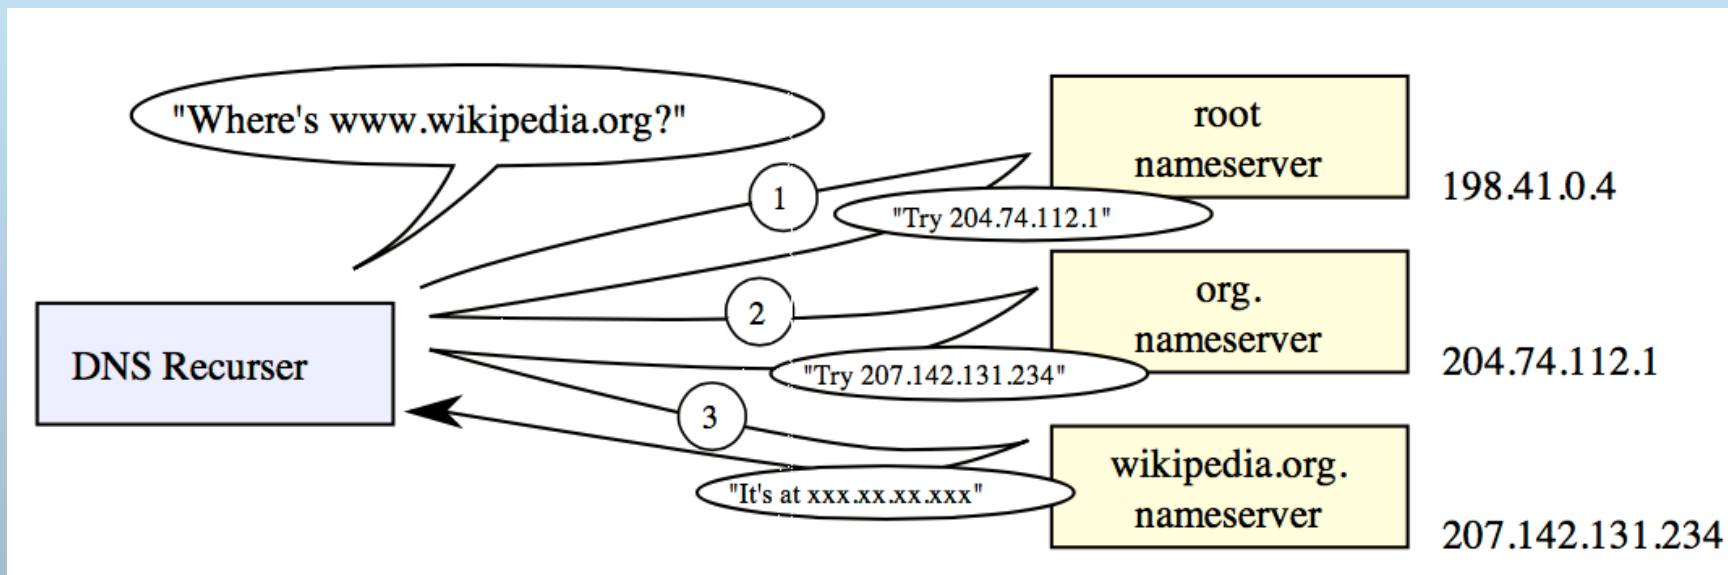 "Where's www.wikipedia.org?"
root
nameserver
198.41.0.4
1
"Try 204.74.112.1"
2
org.
nameserver
204.74.112.1
DNS Recurser
"Try 207.142.131.234"
3
wikipedia.org.
nameserver
207.142.131.234
"It's at xxx.xx.xx.xxx"